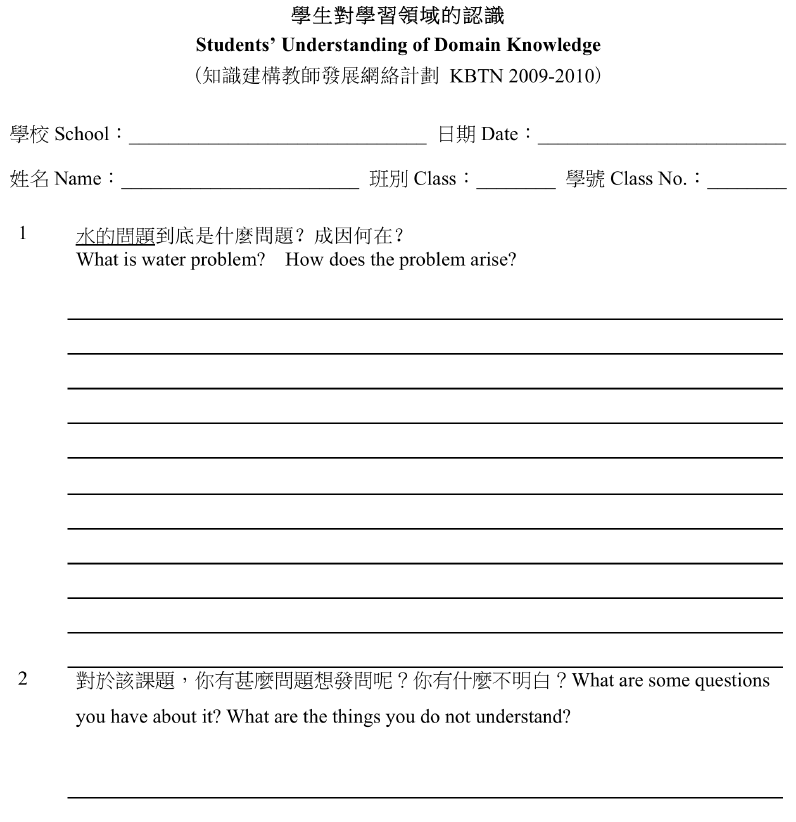 學生對學習領域的認識
Students’ Understanding of Domain Knowledge
（知識建構教師發展網絡計劃 KBTN 2009-2010）
學校 School： 日期 Date：
姓名 Name： 班別 Class： 學號 Class No.：
1 水的問題到底是什麼問題？成因何在？
What is water problem? How does the problem arise?
2 對於該課題，你有甚麼問題想發問呢？你有什麼不明白？What are some questions
you have about it? What are the things you do not understand?